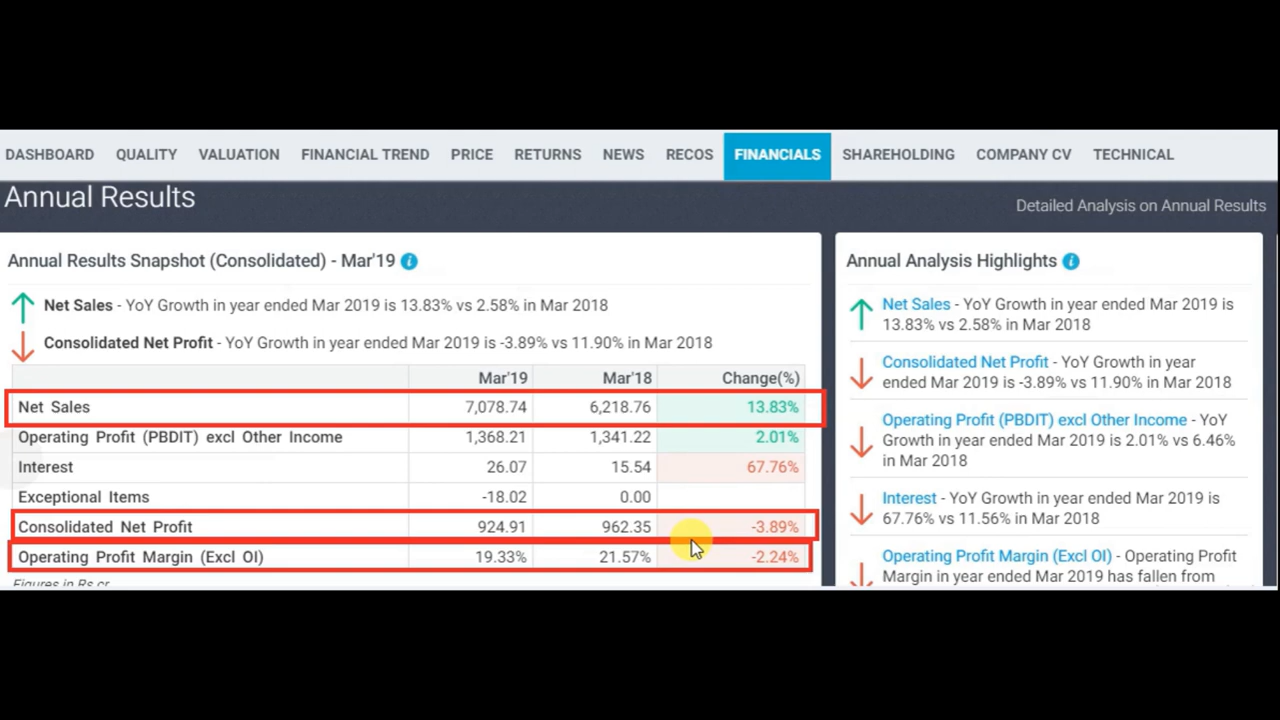 DASHBOARD QUALITY VALUATION FINANCIAL TREND PRICE RETURNS NEWS RECOS FINANCIALS SHAREHOLDING COMPANY CV TECHNICAL
Annual Results
Detailed Analysis on Annual Results
Annual Results Snapshot (Consolidated) - Mar'19
Net Sales - YoY Growth in year ended Mar 2019 is 13.83% vs 2.58% in Mar 2018
Consolidated Net Profit - YoY Growth in year ended Mar 2019 is -3.89% vs 11.90% in Mar 2018
Mar'19 Mar'18 Change(%)
Net Sales 7,078.74 6,218.76 13.83%
Operating Profit (PBDIT) excl Other Income 1,368.21 1,341.22 2.01%
Interest 26.07 15.54 67.76%
Exceptional Items -18.02 0.00
Consolidated Net Profit 924.91 962.35 -3.89%
Operating Profit Margin (Excl OI) 19.33% 21.57% -2.24%
Figures in Rs cr
Annual Analysis Highlights
Net Sales - YoY Growth in year ended Mar 2019 is
13.83% vs 2.58% in Mar 2018
Consolidated Net Profit - YoY Growth in year
ended Mar 2019 is -3.89% vs 11.90% in Mar 2018
Operating Profit (PBDIT) excl Other Income - YoY
Growth in year ended Mar 2019 is 2.01% vs 6.46%
in Mar 2018
Interest - YoY Growth in year ended Mar 2019 is
67.76% vs 11.56% in Mar 2018
Operating Profit Margin (Excl OI) - Operating Profit
Margin in year ended Mar 2019 has fallen from